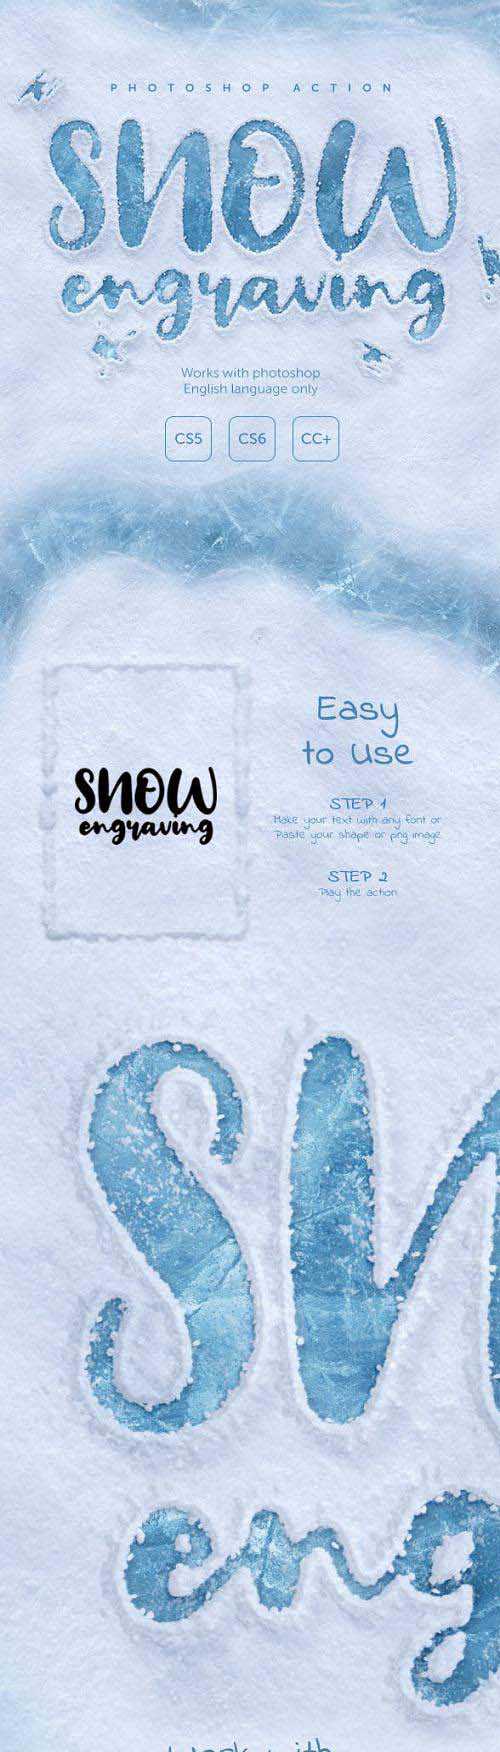 PHOTOSHOP ACTION
SNOW
engraving
Works with photoshop
English language only
CS5 CS6 CC+
SNOW
engraving
Easy
to use
STEP 1
Make your text with any font or
Paste your shape or png image
STEP 2
Play the action
SN
eng
Work with